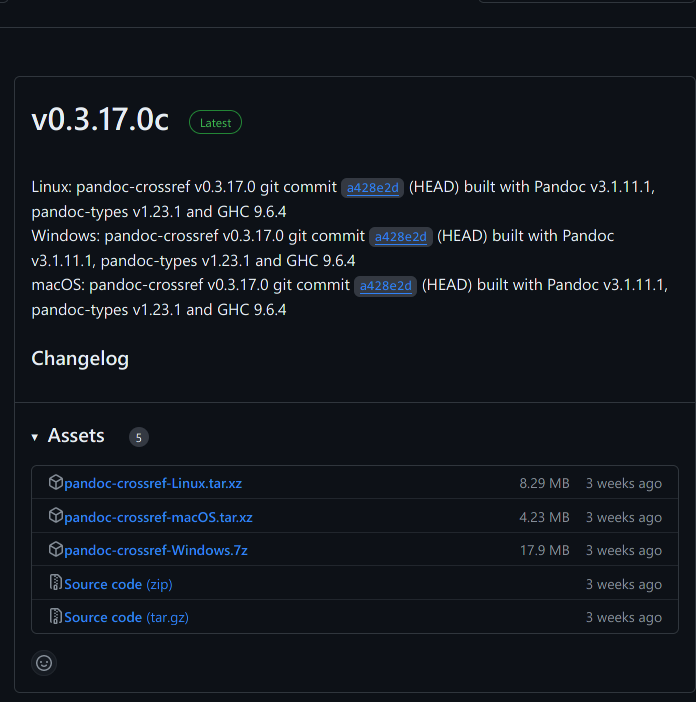 v0.3.17.0c Latest
Linux: pandoc-crossref v0.3.17.0 git commit a428e2d (HEAD) built with Pandoc v3.1.11.1,
pandoc-types v1.23.1 and GHC 9.6.4
Windows: pandoc-crossref v0.3.17.0 git commit a428e2d (HEAD) built with Pandoc
v3.1.11.1, pandoc-types v1.23.1 and GHC 9.6.4
macOS: pandoc-crossref v0.3.17.0 git commit a428e2d (HEAD) built with Pandoc v3.1.11.1,
pandoc-types v1.23.1 and GHC 9.6.4
Changelog
Assets 5
pandoc-crossref-Linux.tar.xz 8.29 MB 3 weeks ago
pandoc-crossref-macOS.tar.xz 4.23 MB 3 weeks ago
pandoc-crossref-Windows.7z 17.9 MB 3 weeks ago
Source code (zip) 3 weeks ago
Source code (tar.gz) 3 weeks ago